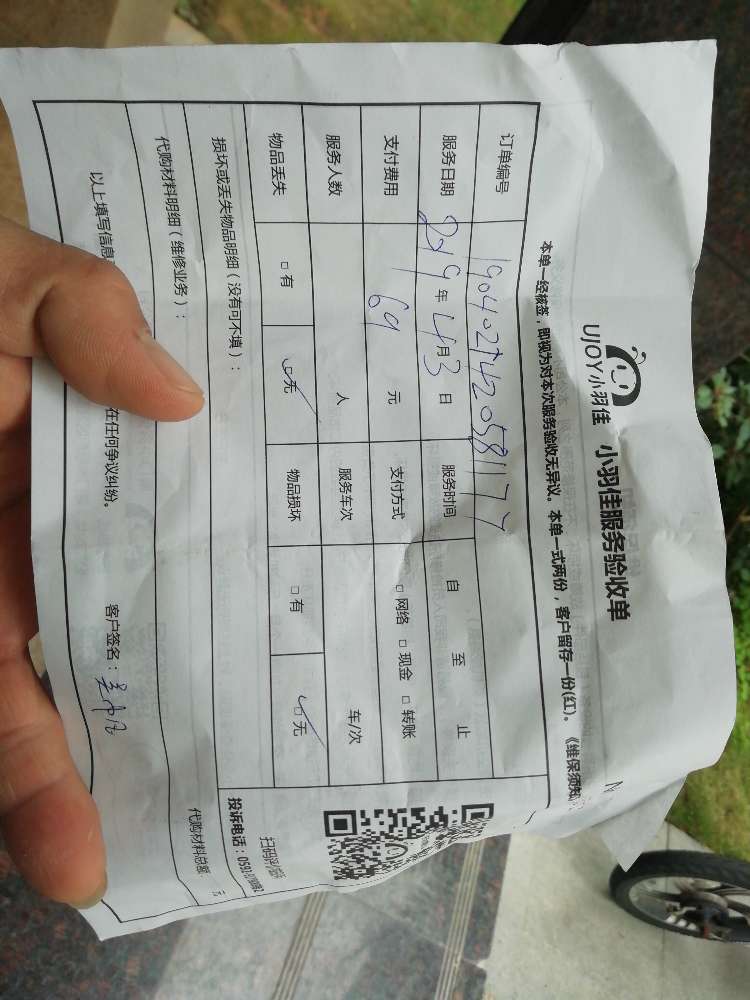 UJOY小羽佳 小羽佳服务验收单
本单一经核签，即视为对本次服务验收无异议。本单一式两份，客户留存一份(红)。《维保须知
订单编号 1904025420581177
服务日期 2019年4月3日 服务时间 自 至 止
支付费用 69 元 支付方式 □网络 □现金 □转账
服务人数 人 服务车次 车/次
物品丢失 □有 □无 物品损坏 □有 □无
扫码评
损坏或丢失物品明细（没有可不填）：
投诉电话：0592-
代购材料明细（维修业务）： 代购材料总额 元
以上填写信息 在任何争议纠纷。 客户签名：